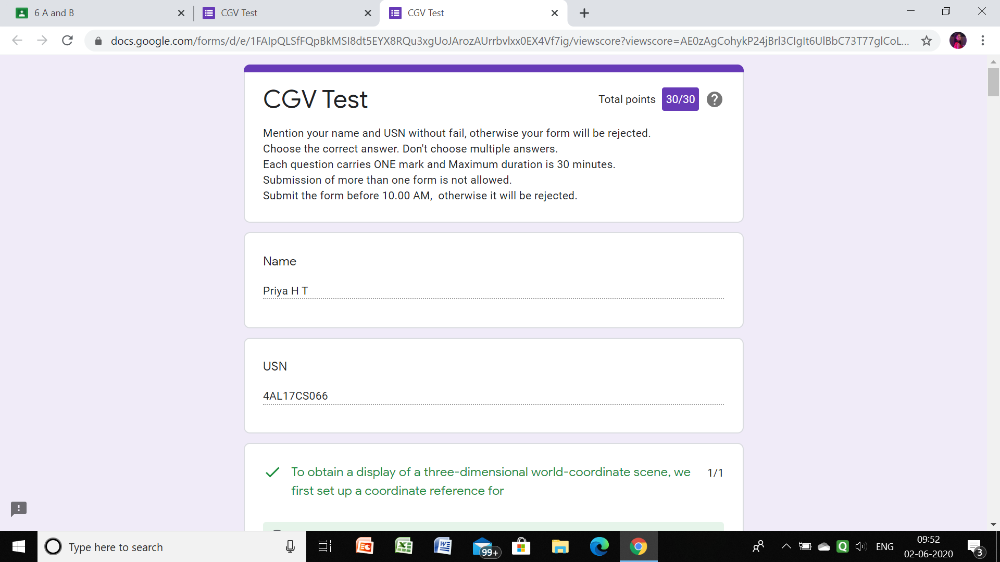 6 A and B
CGV Test
CGV Test
docs.google.com/forms/d/e/1FAIpQLSfFQpBkMSI8dt5EYX8RQu3xgUoJArozAUrrbvlxx0EX4Vf7ig/viewscore?viewscore=AE0zAgCohykP24jBrl3CIgIt6UlBbC73T77glCoL...
CGV Test
Total points 30/30
Mention your name and USN without fail, otherwise your form will be rejected.
Choose the correct answer. Don't choose multiple answers.
Each question carries ONE mark and Maximum duration is 30 minutes.
Submission of more than one form is not allowed.
Submit the form before 10.00 AM,  otherwise it will be rejected.
Name
Priya H T
USN
4AL17CS066
To obtain a display of a three-dimensional world-coordinate scene, we
first set up a coordinate reference for
1/1
Type here to search
99+
ENG
09:52
02-06-2020
3